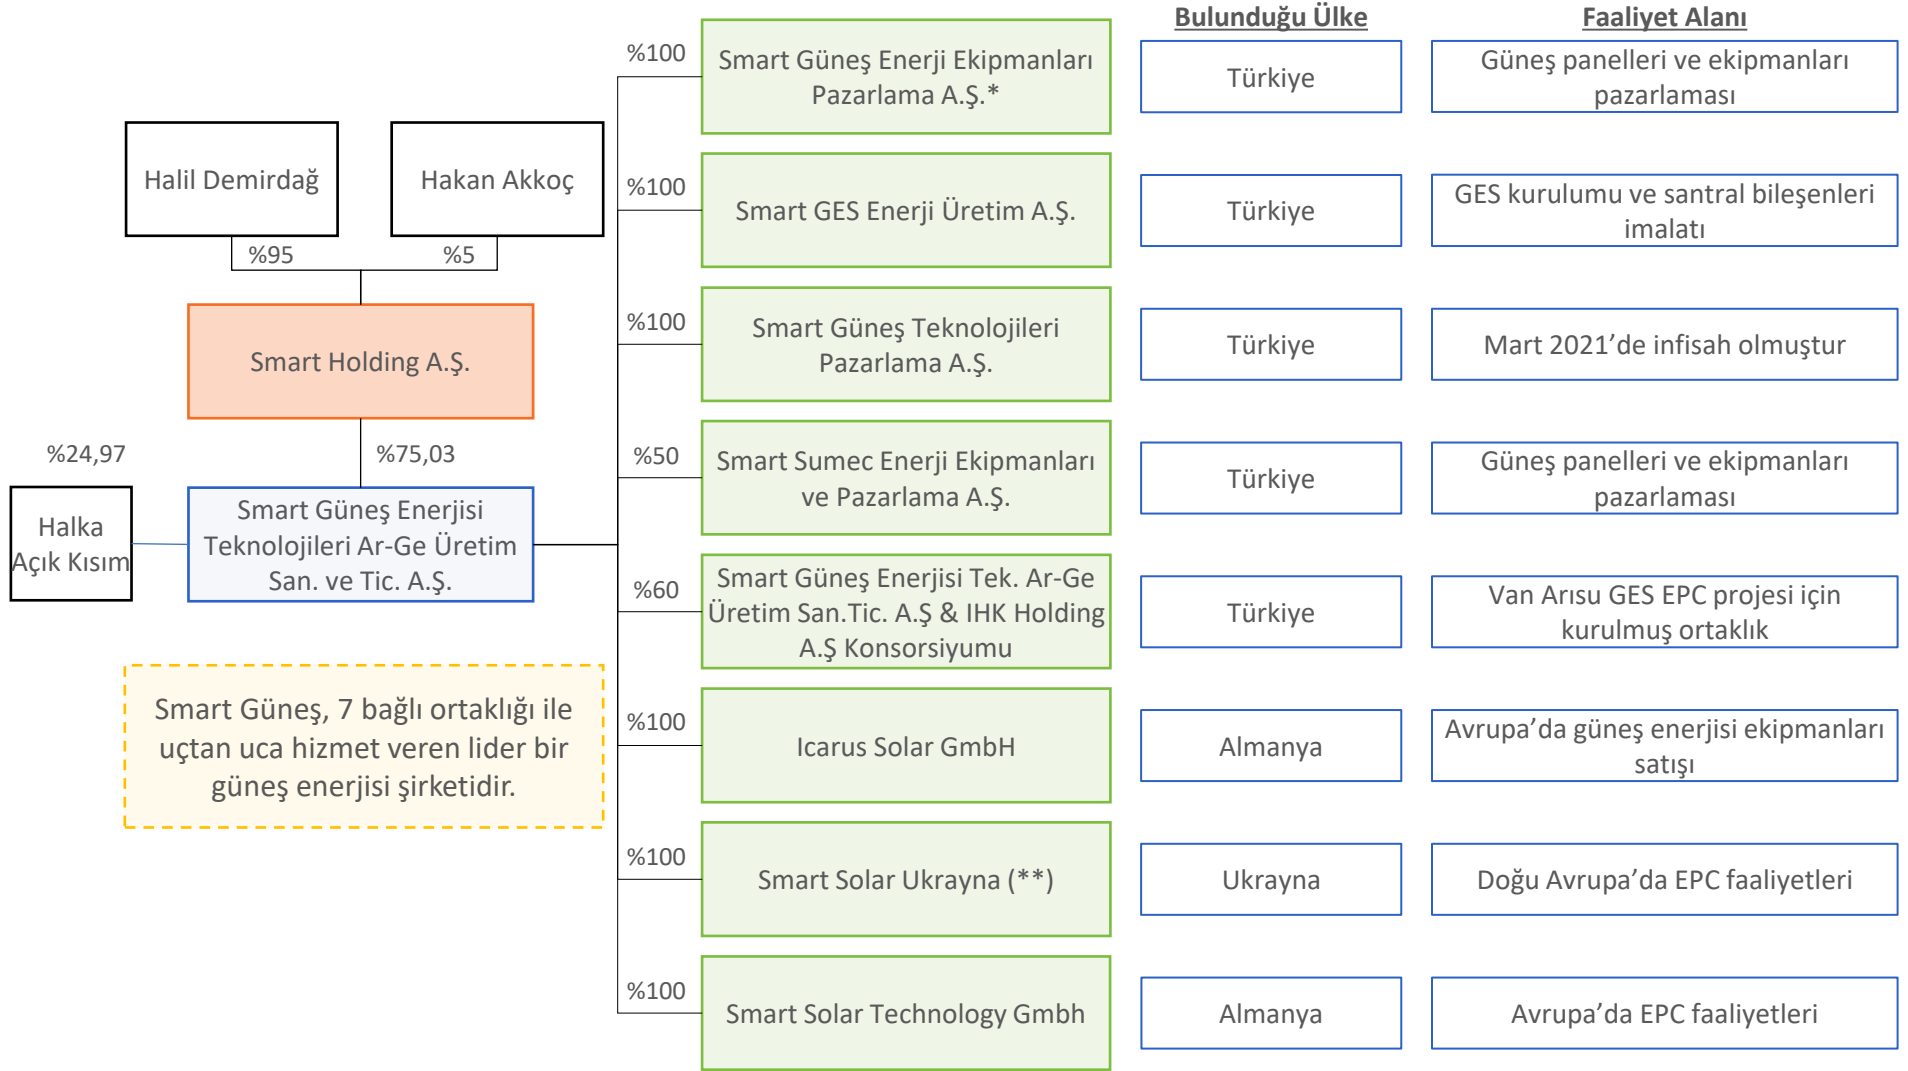 Bulunduğu Ülke
Faaliyet Alanı
%100
Smart Güneş Enerji Ekipmanları
Pazarlama A.Ş.*
Türkiye
Güneş panelleri ve ekipmanları
pazarlaması
Halil Demirdağ
Hakan Akkoç
%100
Smart GES Enerji Üretim A.Ş.
Türkiye
GES kurulumu ve santral bileşenleri
imalatı
%95
%5
Smart Holding A.Ş.
%100
Smart Güneş Teknolojileri
Pazarlama A.Ş.
Türkiye
Mart 2021’de infisah olmuştur
%24,97
%75,03
%50
Smart Sumec Enerji Ekipmanları
ve Pazarlama A.Ş.
Türkiye
Güneş panelleri ve ekipmanları
pazarlaması
Halka
Açık Kısım
Smart Güneş Enerjisi
Teknolojileri Ar-Ge Üretim
San. ve Tic. A.Ş.
%60
Smart Güneş Enerjisi Tek. Ar-Ge
Üretim San.Tic. A.Ş & IHK Holding
A.Ş Konsorsiyumu
Türkiye
Van Arısu GES EPC projesi için
kurulmuş ortaklık
Smart Güneş, 7 bağlı ortaklığı ile
uçtan uca hizmet veren lider bir
güneş enerjisi şirketidir.
%100
Icarus Solar GmbH
Almanya
Avrupa’da güneş enerjisi ekipmanları
satışı
%100
Smart Solar Ukrayna (**)
Ukrayna
Doğu Avrupa’da EPC faaliyetleri
%100
Smart Solar Technology Gmbh
Almanya
Avrupa’da EPC faaliyetleri